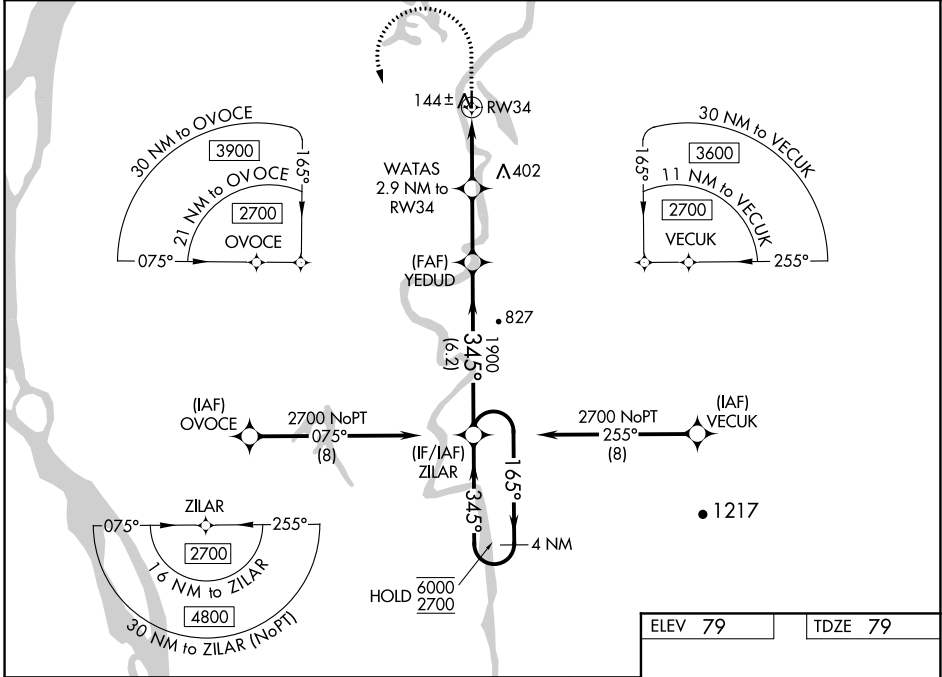 144±
RW34
30 NM to OVOCE
3900
165°
21 NM to OVOCE
2700
OVOCE
075°
WATAS
2.9 NM to
RW34
402
30 NM to VECUK
3600
165°
11 NM to VECUK
2700
VECUK
255°
(FAF)
YEDUD
827
1900
345°
(6.2)
(IAF)
OVOCE
2700 NoPT
075°
(8)
(IF/IAF)
ZILAR
2700 NoPT
255°
(8)
(IAF)
VECUK
165°
345°
4 NM
1217
HOLD 6000
2700
ZILAR
075°
255°
2700
16 NM to ZILAR
4800
30 NM to ZILAR (NoPT)
ELEV 79
TDZE 79